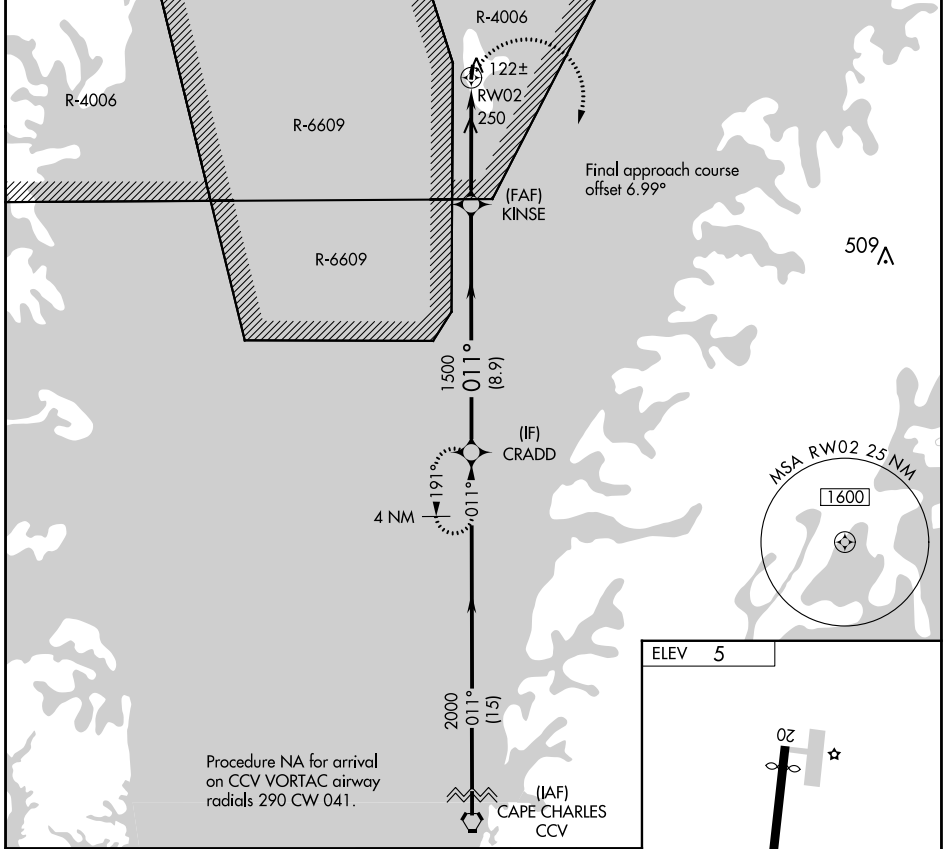 R-4006
R-4006
122±
RW02
250
R-6609
Final approach course
offset 6.99°
(FAF)
KINSE
509
R-6609
1500
011°
(8.9)
(IF)
CRADD
191°
011°
4 NM
MSA RW02 25 NM
1600
ELEV 5
2000
011°
(15)
20
Procedure NA for arrival
on CCV VORTAC airway
radials 290 CW 041.
(IAF)
CAPE CHARLES
CCV